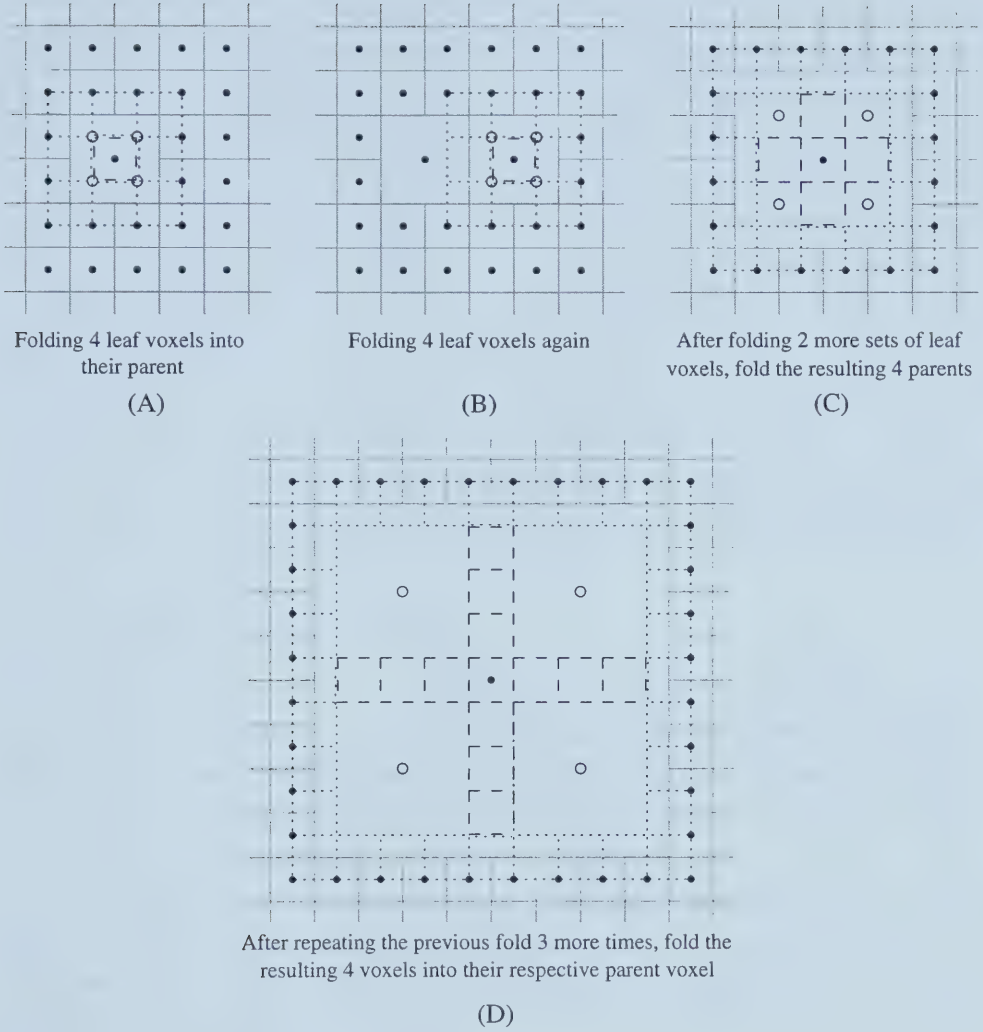 Folding 4 leaf voxels into
their parent
(A)
Folding 4 leaf voxels again
(B)
After folding 2 more sets of leaf
voxels, fold the resulting 4 parents
(C)
After repeating the previous fold 3 more times, fold the
resulting 4 voxels into their respective parent voxel
(D)